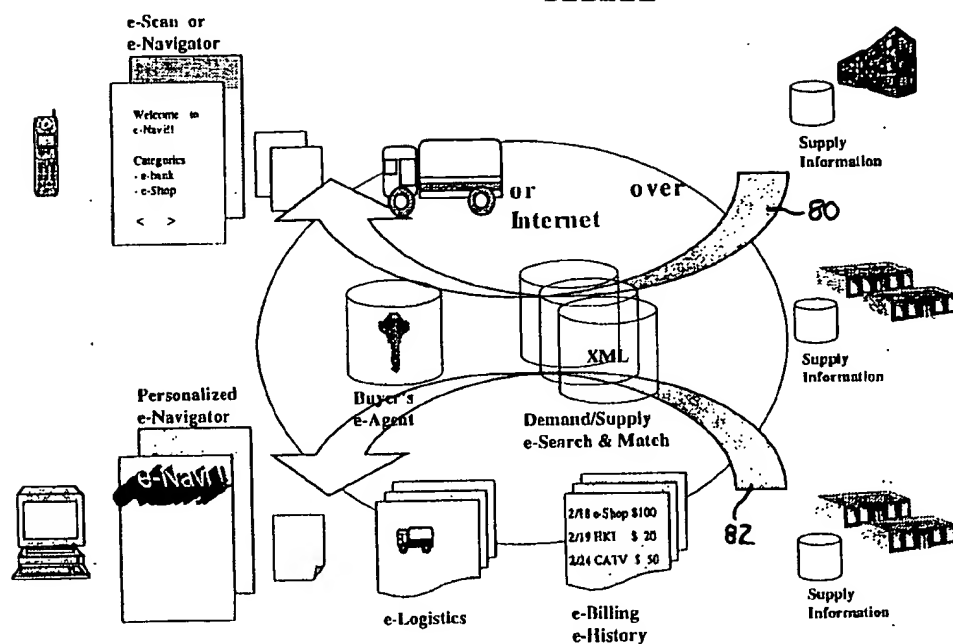 e-Scan or
e-Navigator
Welcome to
e-Navi!!
Categories
- e-bank
- e-Shop
< >
or over
Internet
Supply
Information
80
XML
Buyer's
e-Agent
Demand/Supply
e-Search & Match
Supply
Information
Personalized
e-Navigator
e-Navi!!
2/18 e-Shop $100
2/19 HKT $ 20
2/24 CATV $ 50
82
e-Logistics
e-Billing
e-History
Supply
Information